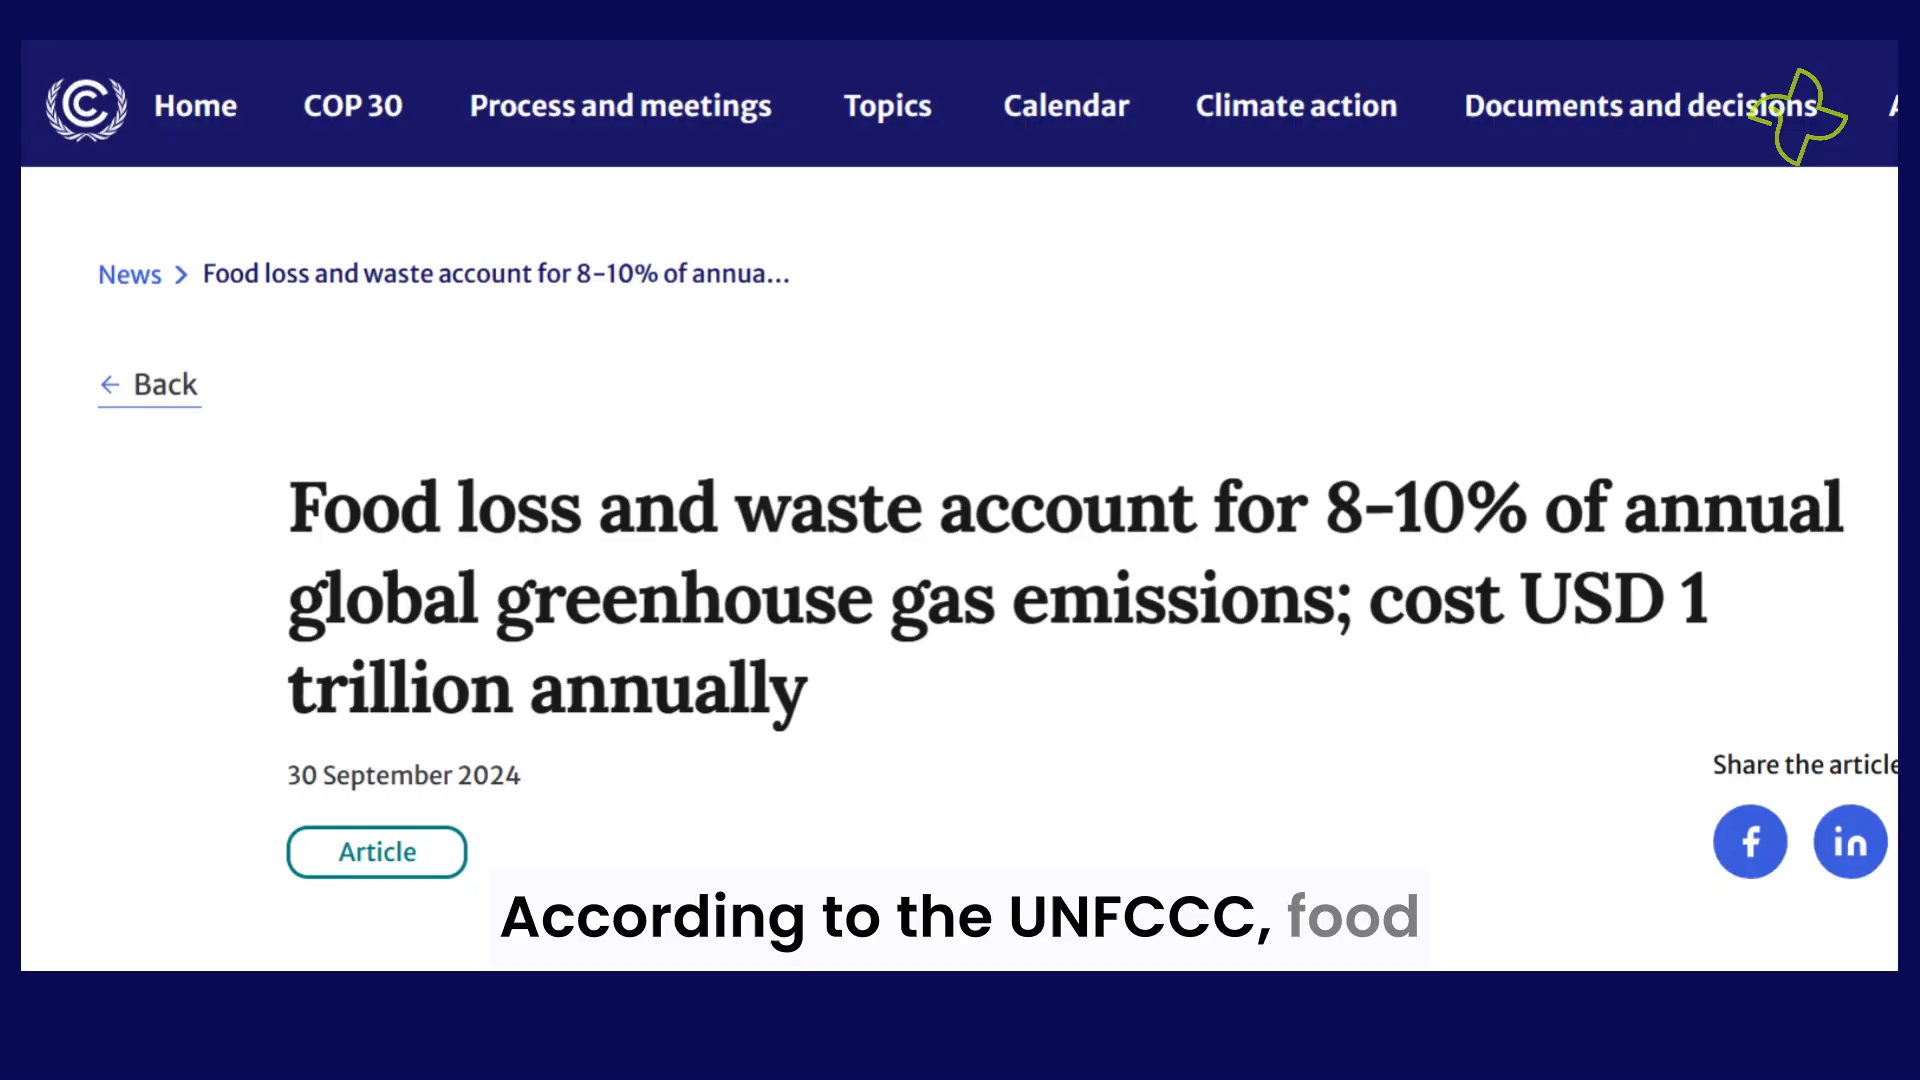 Home COP 30 Process and meetings Topics Calendar Climate action Documents and decisions A
News > Food loss and waste account for 8-10% of annua...
← Back
Food loss and waste account for 8-10% of annual
global greenhouse gas emissions; cost USD 1
trillion annually
30 September 2024
Share the article
Article
f in
According to the UNFCCC, food